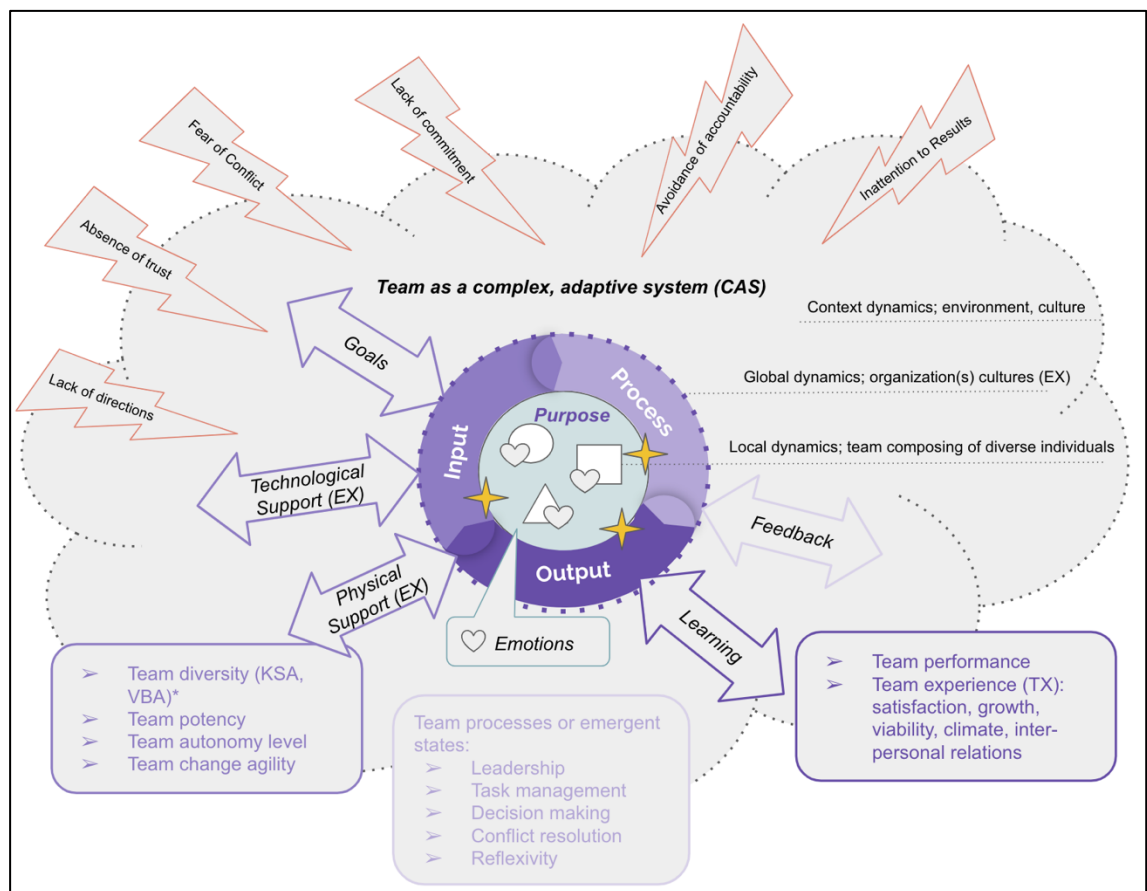 Lack of commitment
Avoidance of accountability
Inattention to Results
Fear of Conflict
Absence of trust
Lack of directions
Team as a complex, adaptive system (CAS)
Context dynamics; environment, culture
Global dynamics; organization(s) cultures (EX)
Local dynamics; team composing of diverse individuals
Goals
Technological
Support (EX)
Physical
Support (EX)
Input
Process
Output
Purpose
Feedback
Learning
Emotions
➢ Team diversity (KSA,
VBA)*
➢ Team potency
➢ Team autonomy level
➢ Team change agility
Team processes or emergent
states:
➢ Leadership
➢ Task management
➢ Decision making
➢ Conflict resolution
➢ Reflexivity
➢ Team performance
➢ Team experience (TX):
satisfaction, growth,
viability, climate, inter-
personal relations